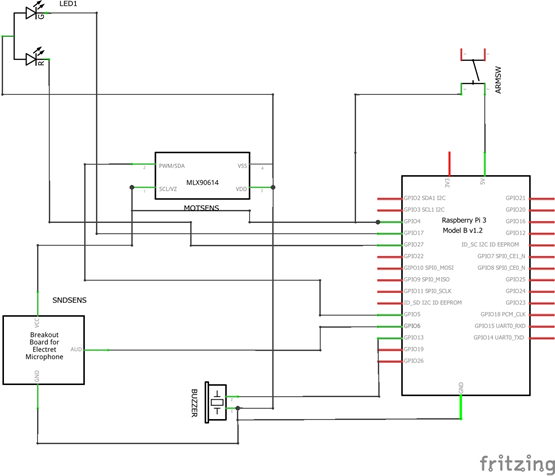 LED1
G
R
ARMSW
PWM/SDA
VSS
MLX90614
SCL/VZ
VDD
MOTSENS
3V3
5V
Raspberry Pi 3
Model B v1.2
GPIO2 SDA1 I2C
GPIO3 SCL1 I2C
GPIO4
GPIO17
GPIO27
GPIO22
GPIO10 SPI0_MOSI
GPIO9 SPI0_MISO
GPIO11 SPI0_SCLK
ID_SD I2C ID EEPROM
GPIO5
GPIO6
GPIO13
GPIO19
GPIO26
GPIO21
GPIO20
GPIO16
GPIO12
ID_SC I2C ID EEPROM
GPIO7 SPI0_CE1_N
GPIO8 SPI0_CE0_N
GPIO25
GPIO24
GPIO23
GPIO18 PCM_CLK
GPIO15 UART0_RXD
GPIO14 UART0_TXD
GND
SNDSENS
VCC
Breakout
Board for
Electret
Microphone
AUD
GND
BUZZER
fritzing